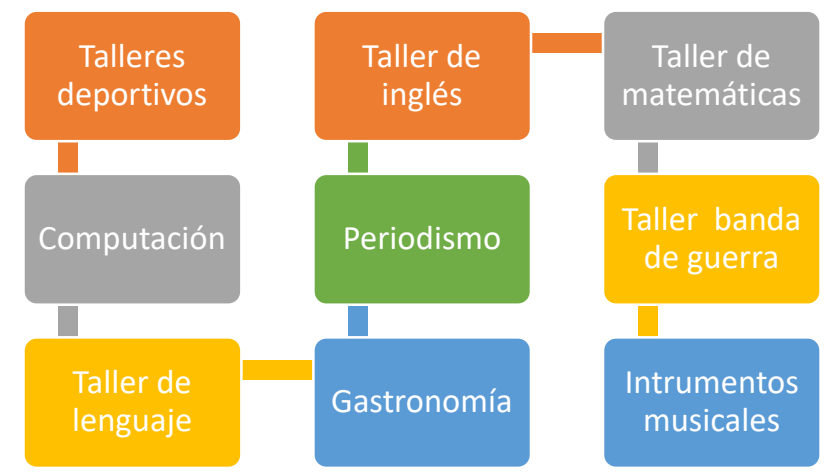 Talleres
deportivos
Computación
Taller de
lenguaje
Gastronomía
Periodismo
Taller de
inglés
Taller de
matemáticas
Taller banda
de guerra
Intrumentos
musicales